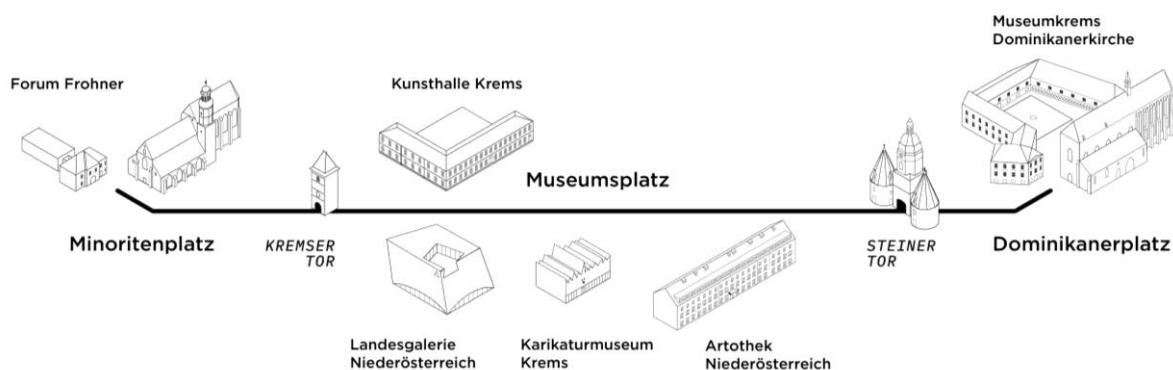 Museumkrems
Dominikanerkirche
Forum Frohner
Kunsthalle Krems
Museumsplatz
Minoritenplatz
KREMSER
TOR
STEINER
TOR
Dominikanerplatz
Landesgalerie
Niederösterreich
Karikaturmuseum
Krems
Artothek
Niederösterreich